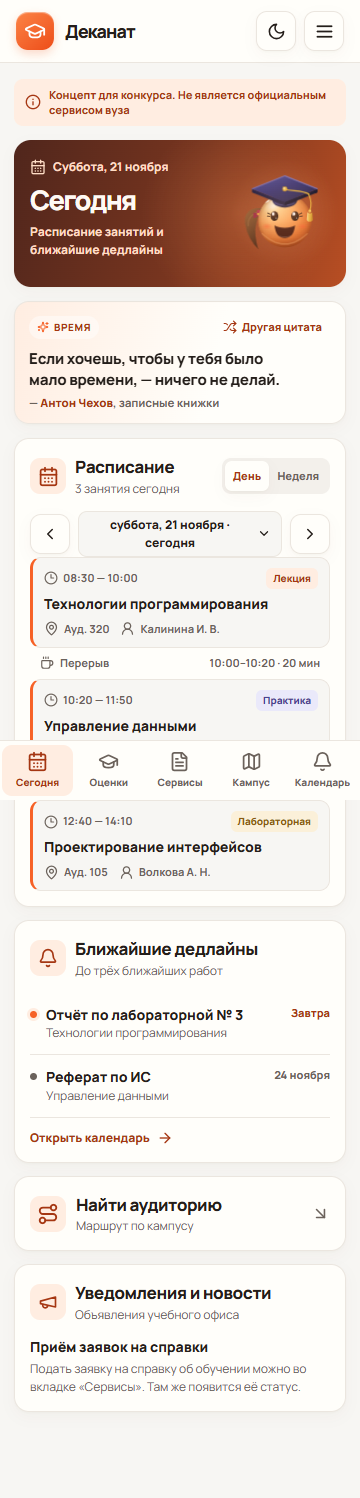 Деканат
Концепт для конкурса. Не является официальным
сервисом вуза
Суббота, 21 ноября
Сегодня
Расписание занятий и
ближайшие дедлайны
ВРЕМЯ
Другая цитата
Если хочешь, чтобы у тебя было
мало времени, — ничего не делай.
— Антон Чехов, записные книжки
Расписание
3 занятия сегодня
День
Неделя
суббота, 21 ноября ·
сегодня
08:30 — 10:00
Лекция
Технологии программирования
Ауд. 320
Калинина И. В.
Перерыв
10:00–10:20 · 20 мин
10:20 — 11:50
Практика
Управление данными
Сегодня
Оценки
Сервисы
Кампус
Календарь
12:40 — 14:10
Лабораторная
Проектирование интерфейсов
Ауд. 105
Волкова А. Н.
Ближайшие дедлайны
До трёх ближайших работ
Отчёт по лабораторной № 3
Завтра
Технологии программирования
Реферат по ИС
24 ноября
Управление данными
Открыть календарь
Найти аудиторию
Маршрут по кампусу
Уведомления и новости
Объявления учебного офиса
Приём заявок на справки
Подать заявку на справку об обучении можно во
вкладке «Сервисы». Там же появится её статус.